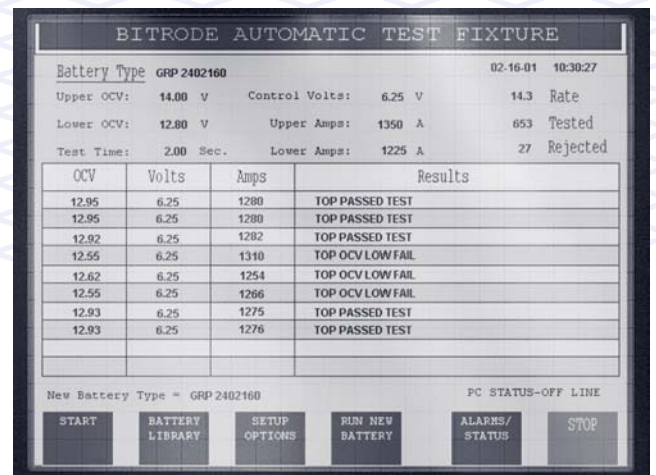 BITRODE AUTOMATIC TEST FIXTURE
Battery Type GRP 2402160 02-16-01 10:30:27
Upper OCV: 14.00 V Control Volts: 6.25 V 14.3 Rate
Lower OCV: 12.80 V Upper Amps: 1350 A 653 Tested
Test Time: 2.00 Sec. Lower Amps: 1225 A 27 Rejected
OCV Volts Amps Results
12.95 6.25 1280 TOP PASSED TEST
12.95 6.25 1280 TOP PASSED TEST
12.92 6.25 1282 TOP PASSED TEST
12.55 6.25 1310 TOP OCV LOW FAIL
12.62 6.25 1254 TOP OCV LOW FAIL
12.55 6.25 1266 TOP OCV LOW FAIL
12.93 6.25 1275 TOP PASSED TEST
12.93 6.25 1276 TOP PASSED TEST
New Battery Type = GRP 2402160 PC STATUS-OFF LINE
START BATTERY LIBRARY SETUP OPTIONS RUN NEW BATTERY ALARMS/ STATUS STOP